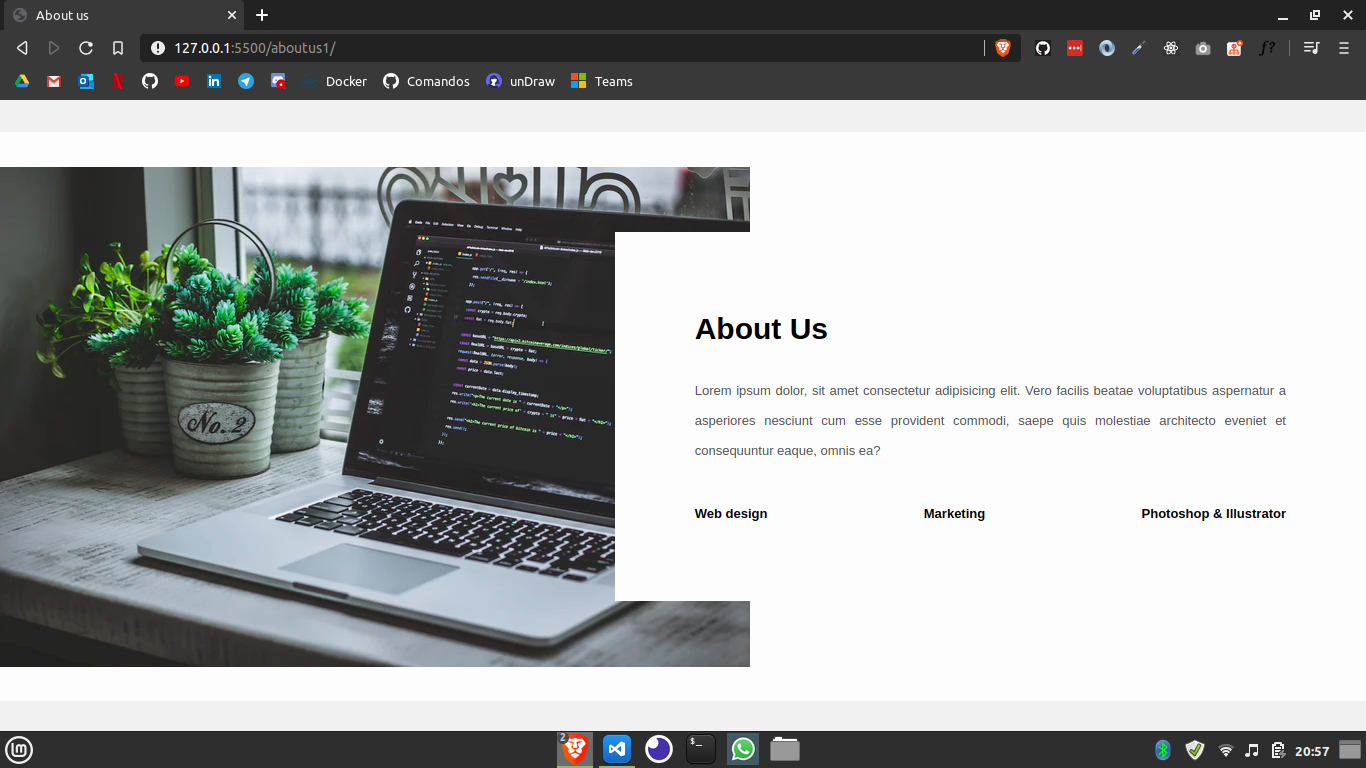 About us
127.0.0.1:5500/aboutus1/
f?
Docker
Comandos
unDraw
Teams
No. 2
About Us
Lorem ipsum dolor, sit amet consectetur adipisicing elit. Vero facilis beatae voluptatibus aspernatur a
asperiores nesciunt cum esse provident commodi, saepe quis molestiae architecto eveniet et
consequuntur eaque, omnis ea?
Web design
Marketing
Photoshop & Illustrator
2
$_
20:57